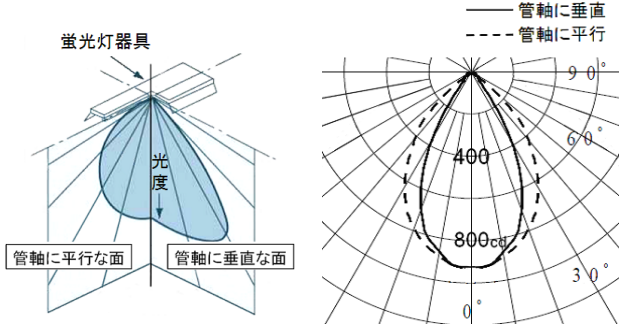 蛍光灯器具
光
度
管軸に平行な面
管軸に垂直な面
管軸に垂直
管軸に平行
90°
60°
400
800cd
30°
0°